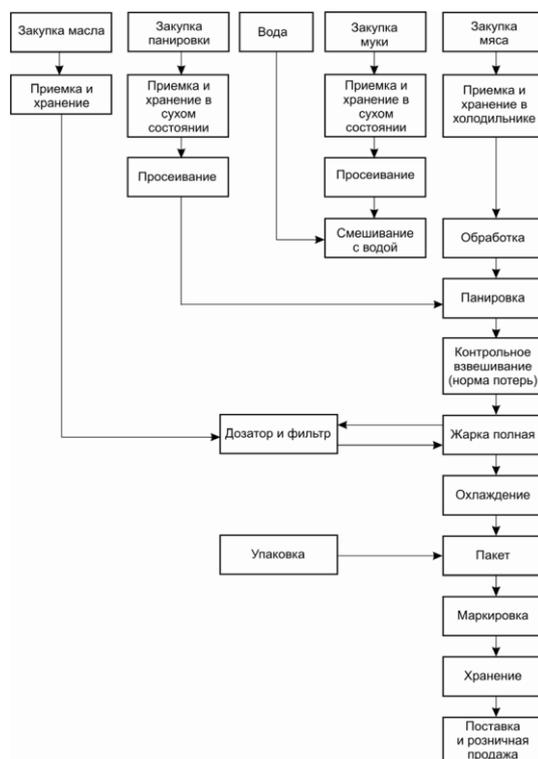 Закупка масла
Закупка
панировки
Вода
Закупка
муки
Закупка
мяса
Приемка и
хранение
Приемка и
хранение в
сухом
состоянии
Приемка и
хранение в
сухом
состоянии
Приемка и
хранение в
холодильнике
Просеивание
Просеивание
Смешивание
с водой
Обработка
Панировка
Контрольное
взвешивание
(норма потерь)
Дозатор и фильтр
Жарка полная
Охлаждение
Упаковка
Пакет
Маркировка
Хранение
Поставка
и розничная
продажа